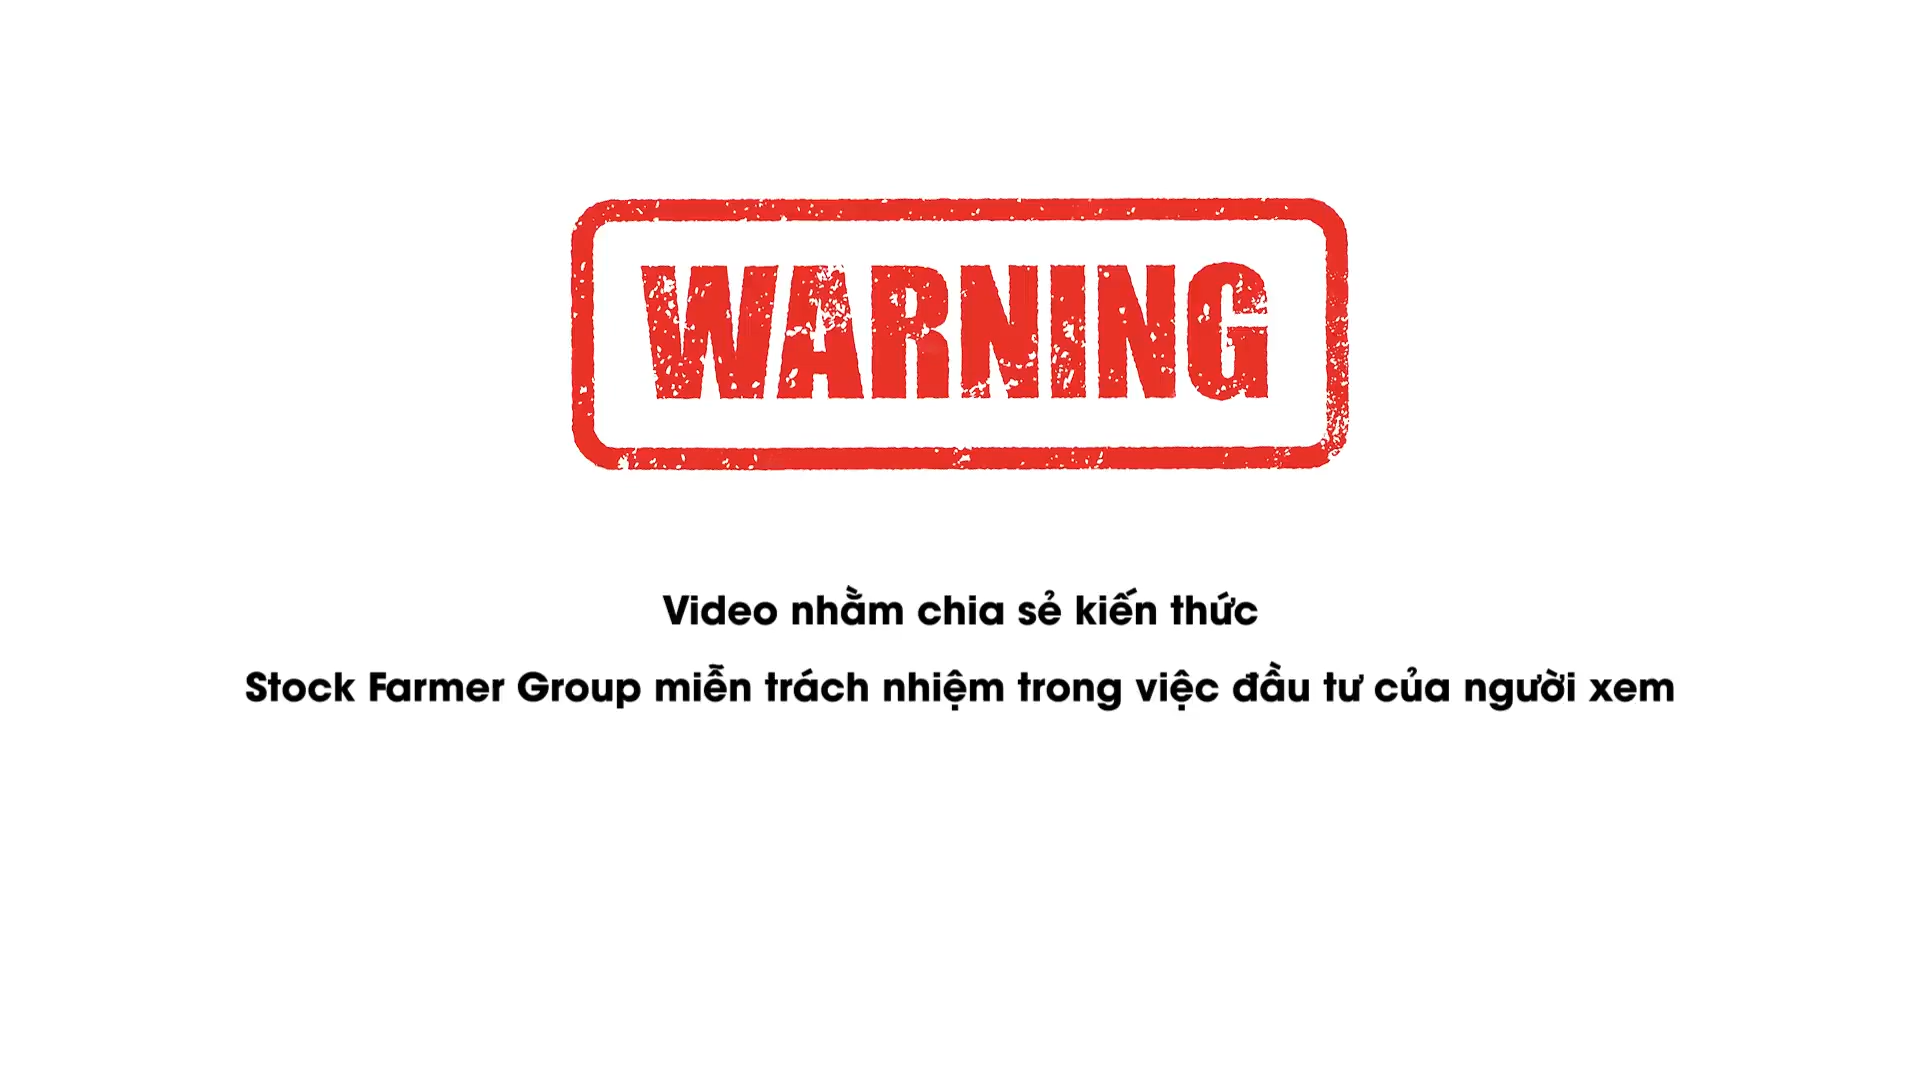 WARNING
Video nhằm chia sẻ kiến thức
Stock Farmer Group miễn trách nhiệm trong việc đầu tư của người xem